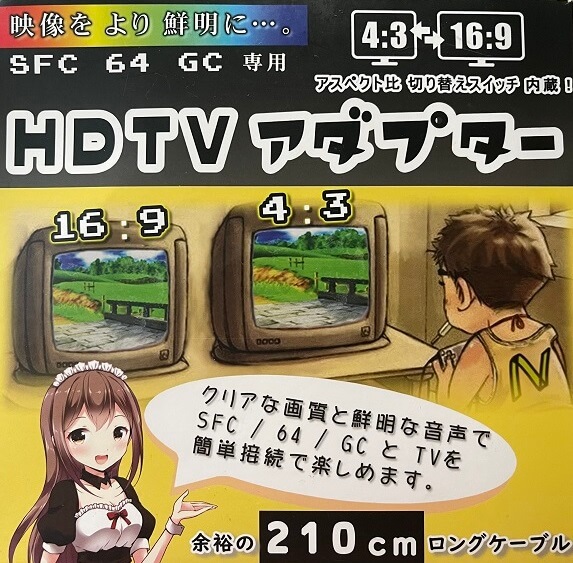 映像を より 鮮明に…。
SFC 64 GC 専用
4:3 16:9
アスペクト比 切り替えスイッチ 内蔵！
HDTV アダプター
16:9
4:3
N
クリアな画質と鮮明な音声で
SFC / 64 / GC と TVを
簡単接続で楽しめます。
余裕の 210cm ロングケーブル